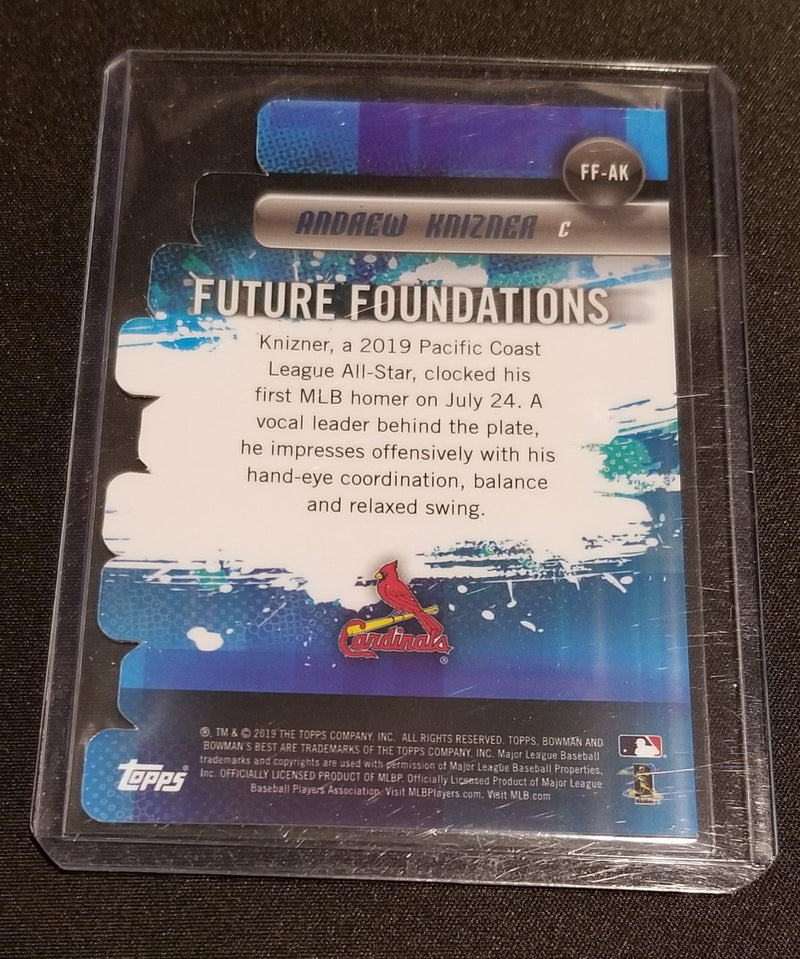 FF-AK
ANDREW KNIZNER C
FUTURE FOUNDATIONS
Knizner, a 2019 Pacific Coast
League All-Star, clocked his
first MLB homer on July 24. A
vocal leader behind the plate,
he impresses offensively with his
hand-eye coordination, balance
and relaxed swing.
Cardinals®
®, TM & © 2019 THE TOPPS COMPANY, INC. ALL RIGHTS RESERVED. TOPPS, BOWMAN AND
BOWMAN'S BEST ARE TRADEMARKS OF THE TOPPS COMPANY, INC. Major League Baseball
trademarks and copyrights are used with permission of Major League Baseball Properties,
Inc. OFFICIALLY LICENSED PRODUCT OF MLBP. Officially Licensed Product of Major League
Baseball Players Association. Visit MLBPlayers.com. Visit MLB.com
TOPPS®